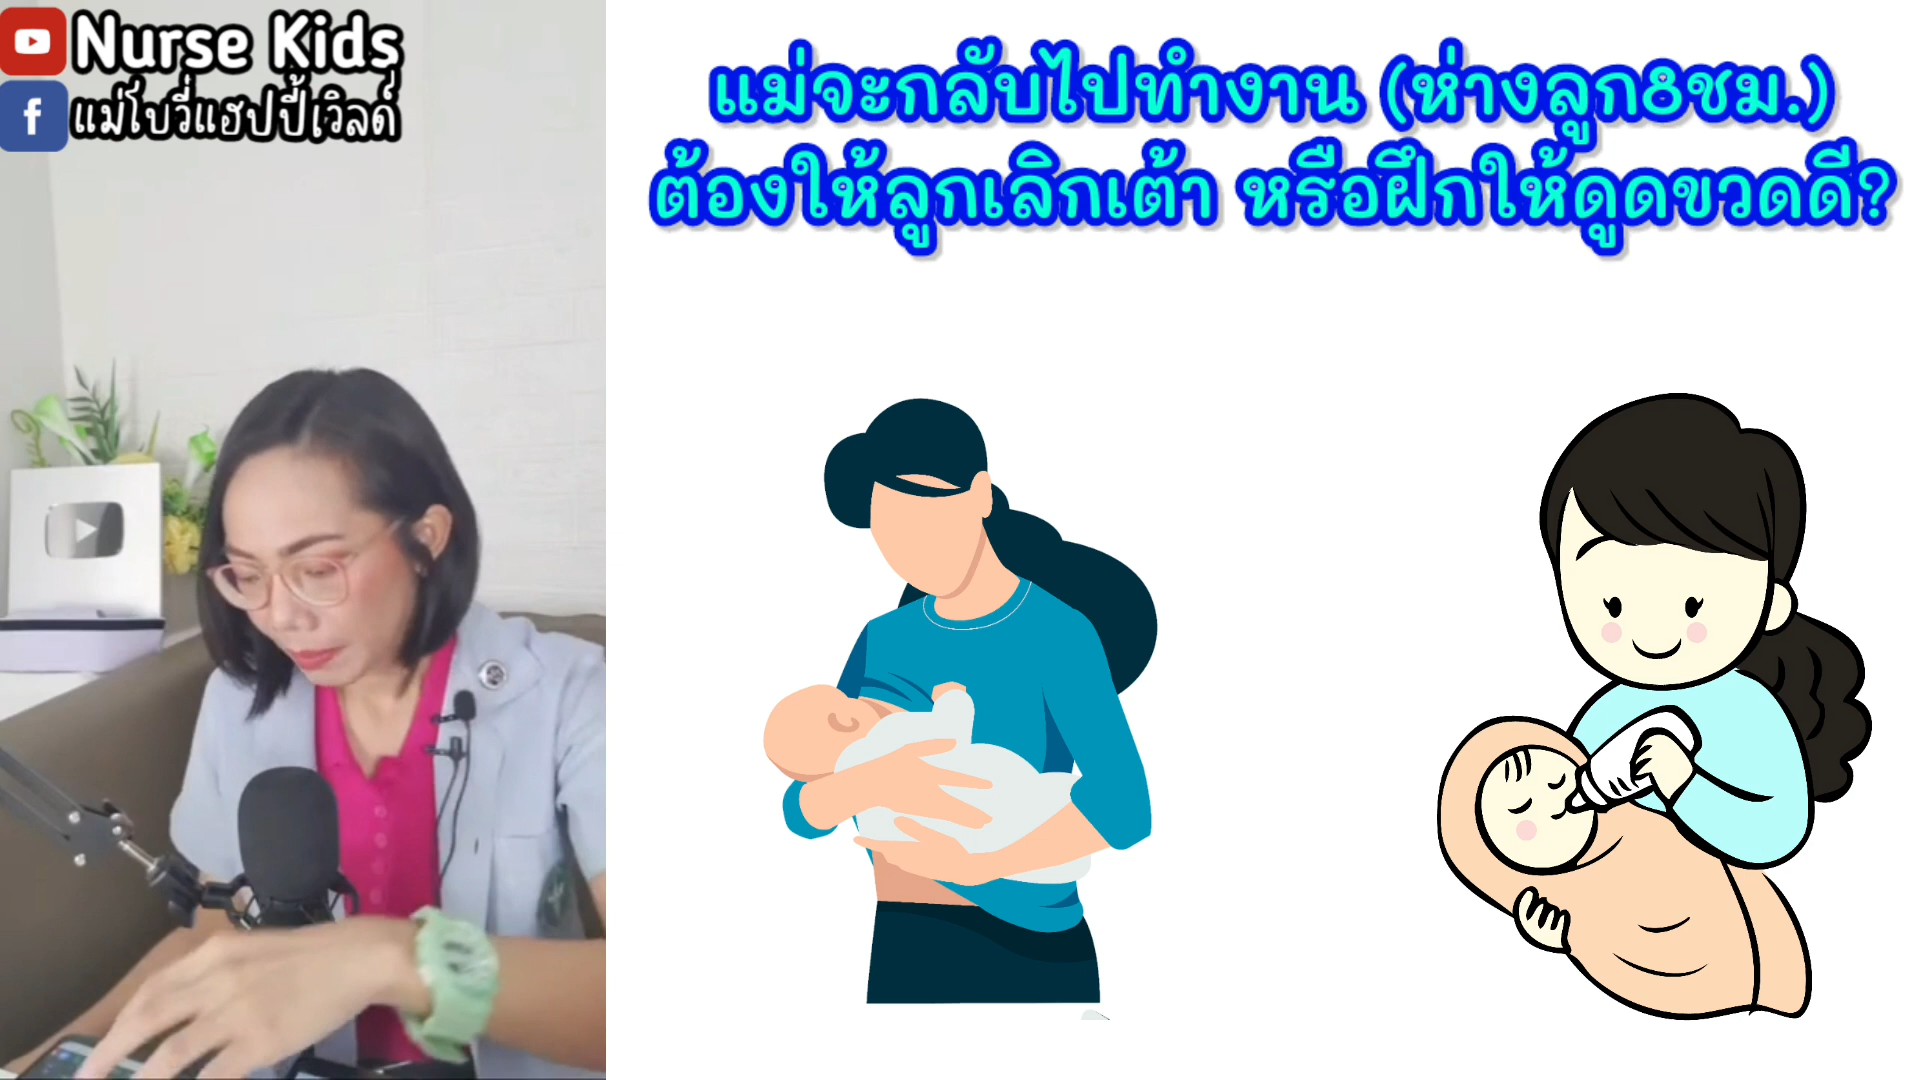 Nurse Kids
แม่โบวี่แฮปปี้เวิลด์
แม่จะกลับไปทำงาน (ห่างลูก8ชม.)
ต้องให้ลูกเลิกเต้า หรือฝึกให้ดูดขวดดี?